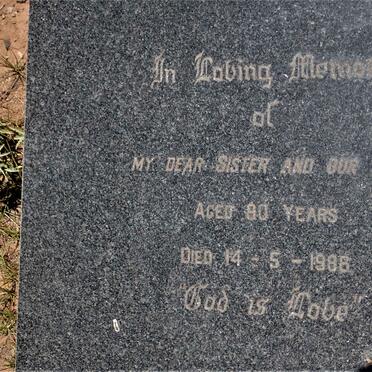 In Loving Memo
of
MY DEAR SISTER AND OUR
AGED 80 YEARS
DIED 14 - 5 - 1986
"God is Love"